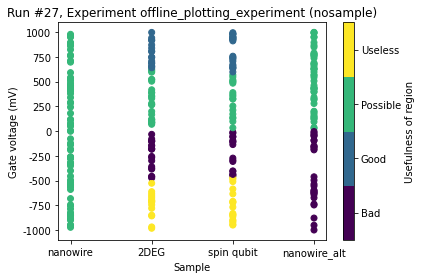 Run #27, Experiment offline_plotting_experiment (nosample)
1000
750
500
250
0
-250
-500
-750
-1000
Gate voltage (mV)
nanowire
2DEG
spin qubit
nanowire_alt
Sample
Useless
Possible
Good
Bad
Usefulness of region